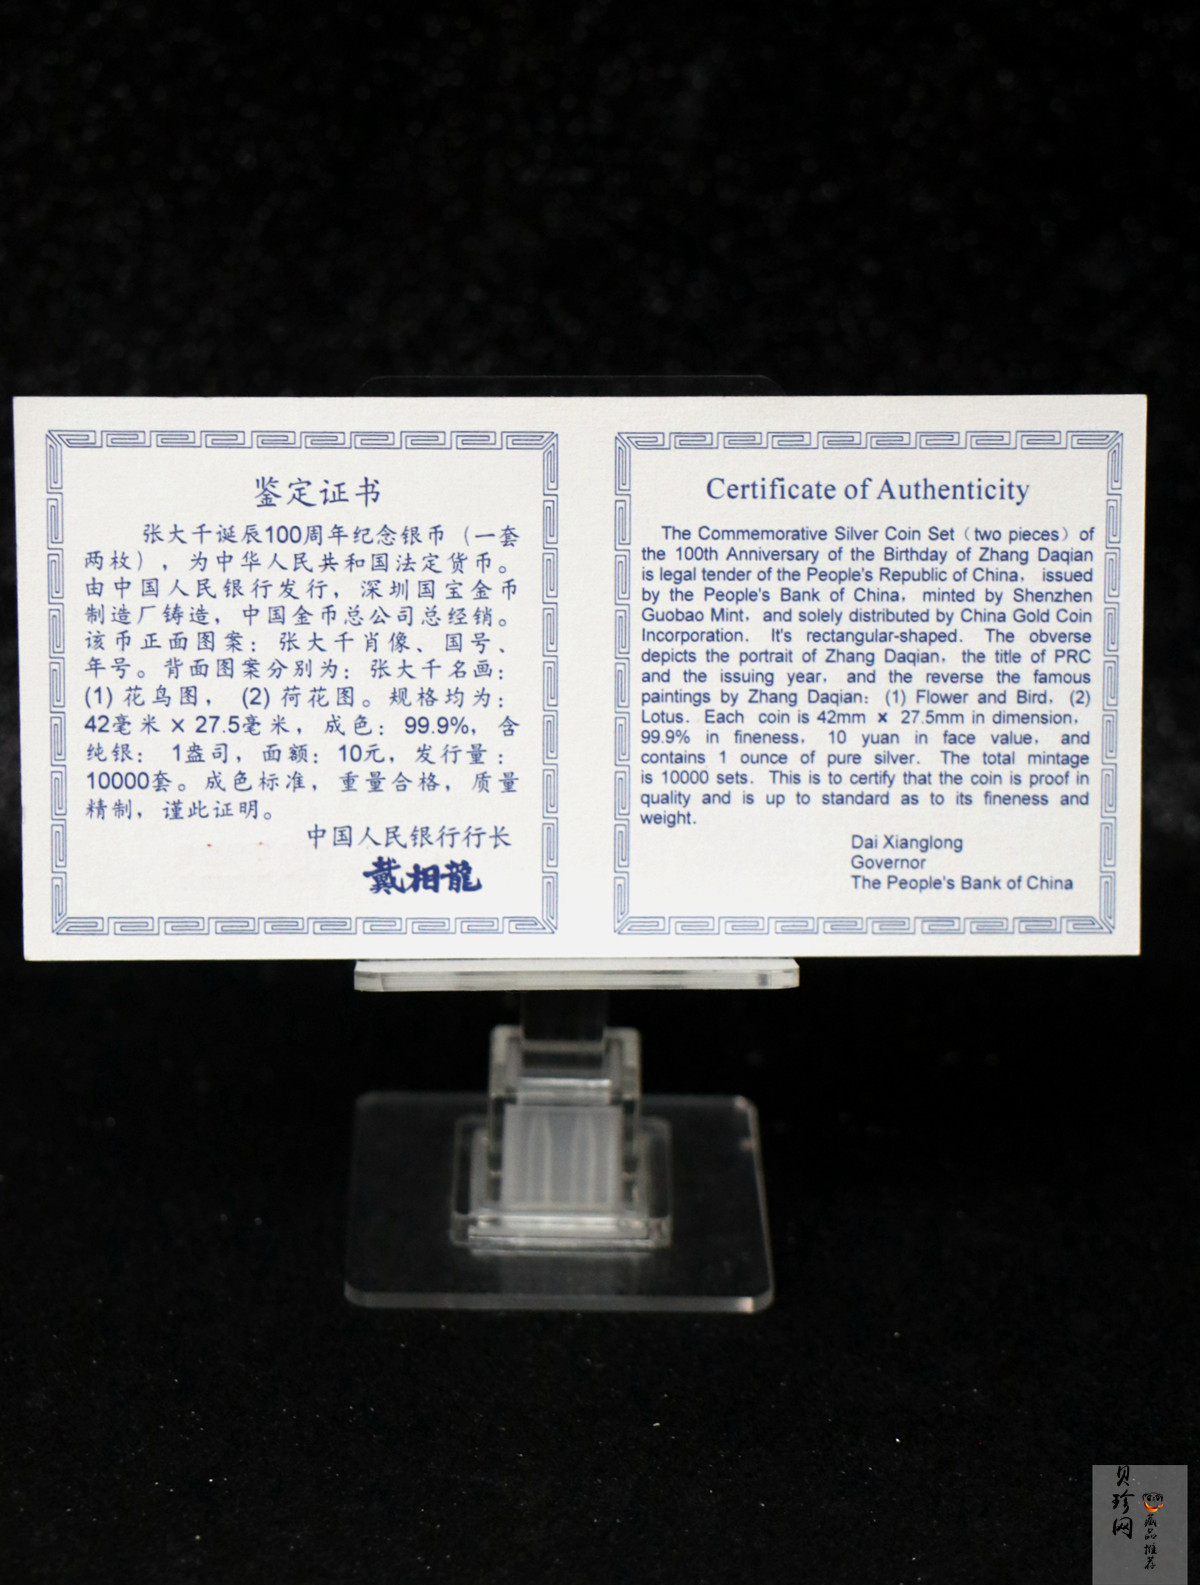 鉴定证书
张大千诞辰100周年纪念银币（一套
两枚），为中华人民共和国法定货币。
由中国人民银行发行，深圳国宝金币
制造厂铸造，中国金币总公司总经销。
该币正面图案：张大千肖像、国号、
年号。背面图案分别为：张大千名画：
(1) 花鸟图， (2) 荷花图。规格均为：
42毫米 × 27.5毫米，成色：99.9%，含
纯银： 1盎司，面额：10元，发行量：
10000套。成色标准，重量合格，质量
精制，谨此证明。
中国人民银行行长
戴相龍
Certificate of Authenticity
The Commemorative Silver Coin Set（two pieces）of
the 100th Anniversary of the Birthday of Zhang Daqian
is legal tender of the People's Republic of China, issued
by the People's Bank of China, minted by Shenzhen
Guobao Mint, and solely distributed by China Gold Coin
Incorporation. It's rectangular-shaped. The obverse
depicts the portrait of Zhang Daqian, the title of PRC
and the issuing year, and the reverse the famous
paintings by Zhang Daqian: (1) Flower and Bird, (2)
Lotus. Each coin is 42mm × 27.5mm in dimension,
99.9% in fineness, 10 yuan in face value, and
contains 1 ounce of pure silver. The total mintage
is 10000 sets. This is to certify that the coin is proof in
quality and is up to standard as to its fineness and
weight.
Dai Xianglong
Governor
The People's Bank of China
贝珍网
藏品推荐